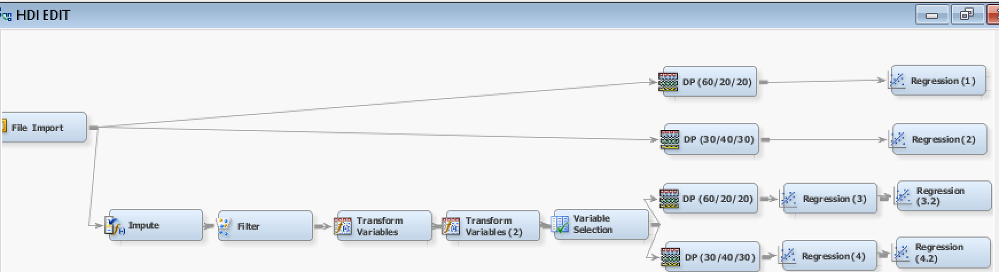 HDI EDIT
DP (60/20/20)
Regression (1)
File Import
DP (30/40/30)
Regression (2)
DP (60/20/20)
Regression (3)
Regression
(3.2)
Impute
Filter
Transform
Variables
Transform
Variables (2)
Variable
Selection
DP (30/40/30)
Regression (4)
Regression
(4.2)